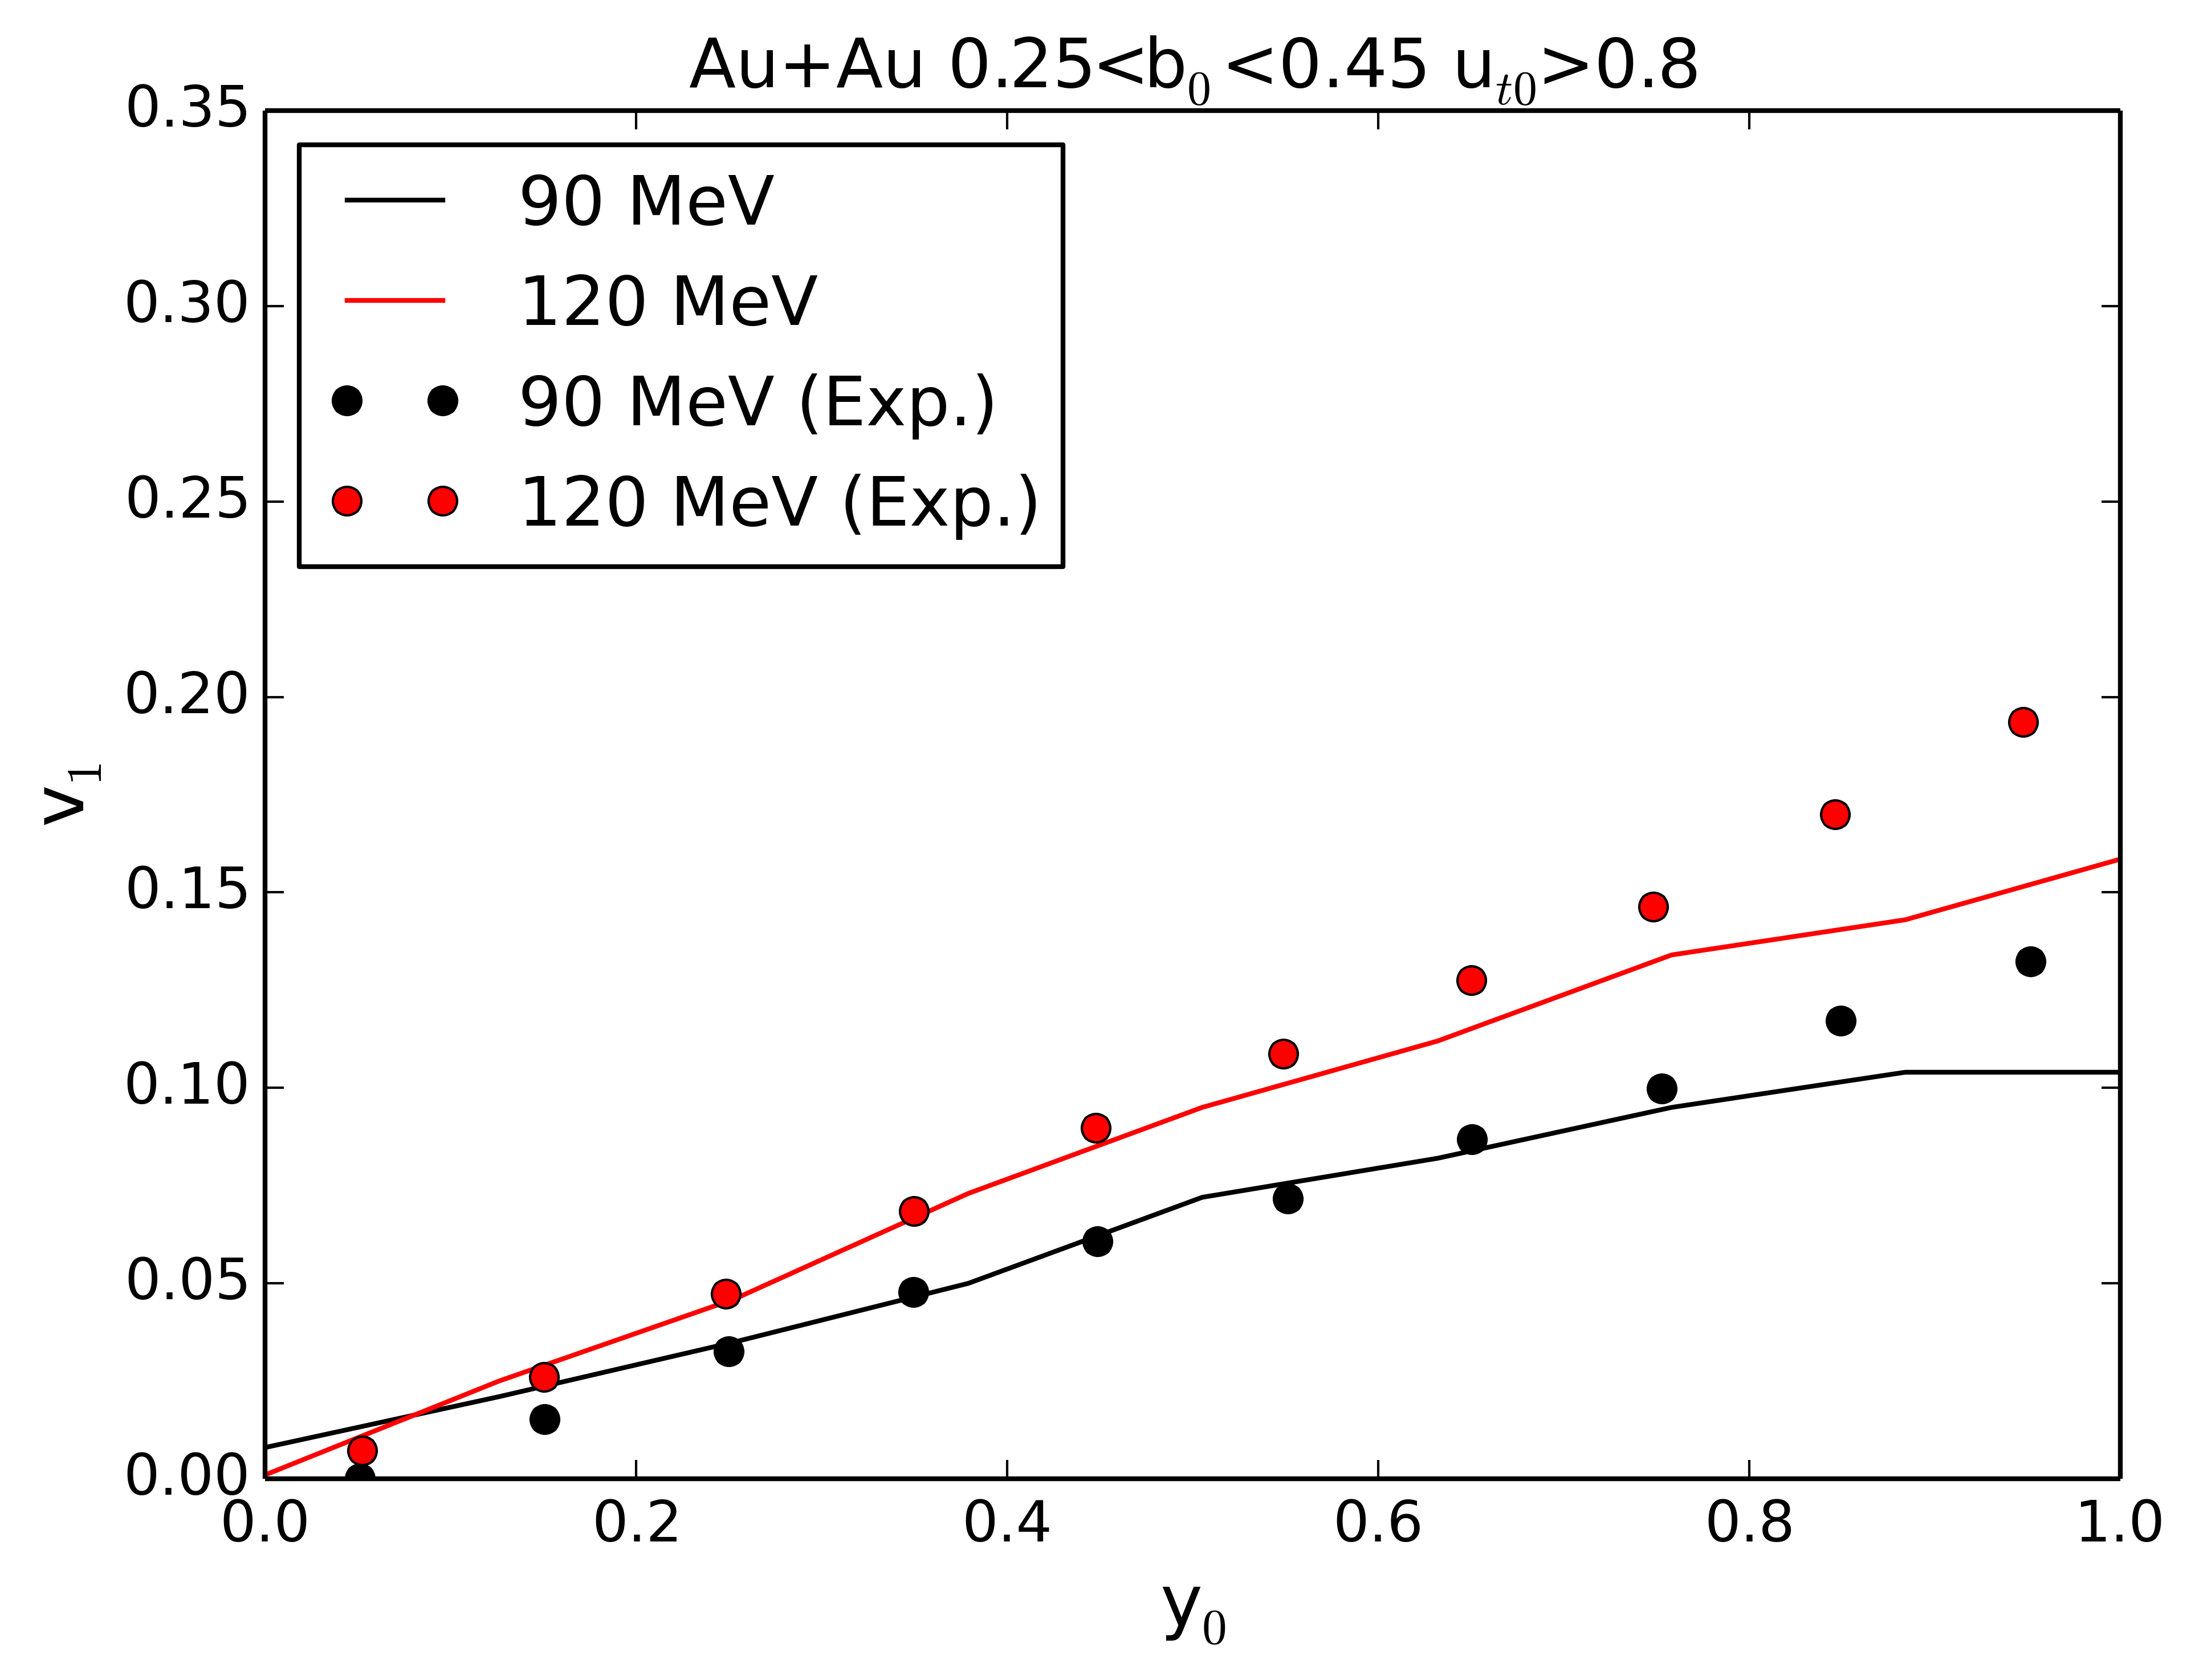 Au+Au 0.25<b₀<0.45 uₜ₀>0.8
0.35
0.30
0.25
0.20
0.15
0.10
0.05
0.00
90 MeV
120 MeV
90 MeV (Exp.)
120 MeV (Exp.)
v₁
0.0 0.2 0.4 0.6 0.8 1.0
y₀